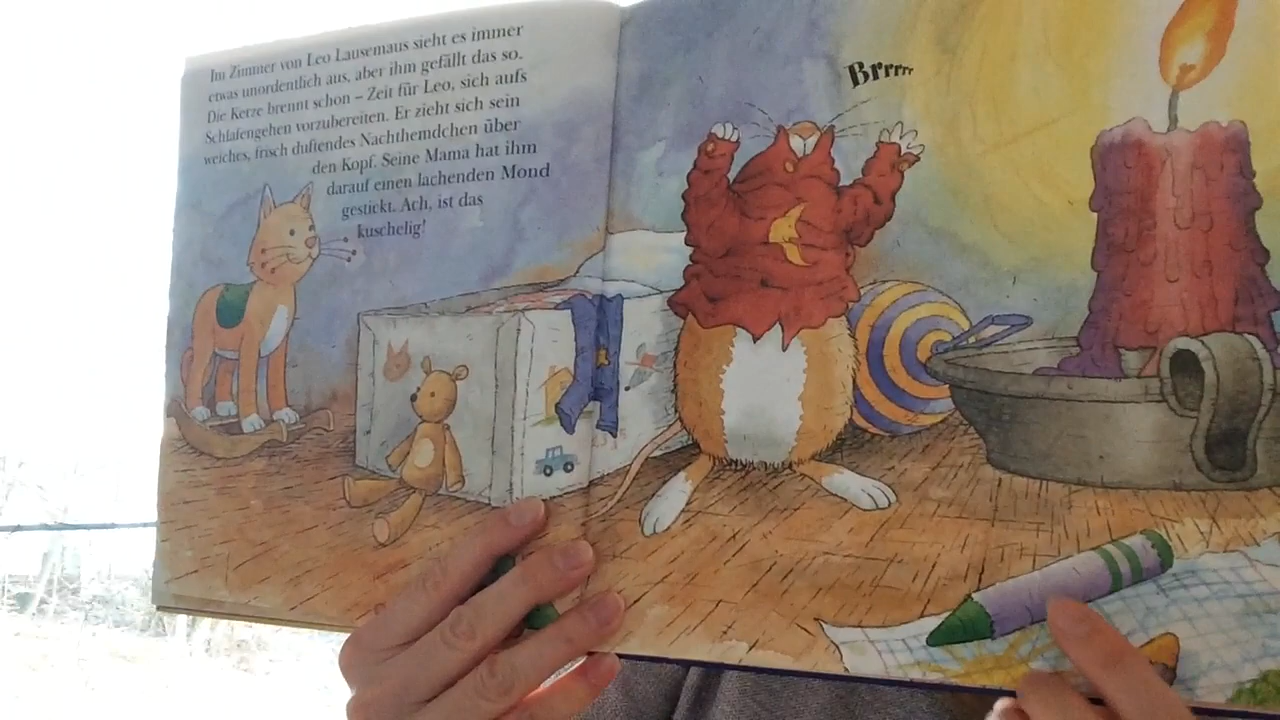 Im Zimmer von Leo Lausemaus sieht es immer
etwas unordentlich aus, aber ihm gefällt das so.
Die Kerze brennt schon – Zeit für Leo, sich aufs
Schlafengehen vorzubereiten. Er zieht sich sein
weiches, frisch duftendes Nachthemdchen über
den Kopf. Seine Mama hat ihm
darauf einen lachenden Mond
gestickt. Ach, ist das
kuschelig!
Brrrrr